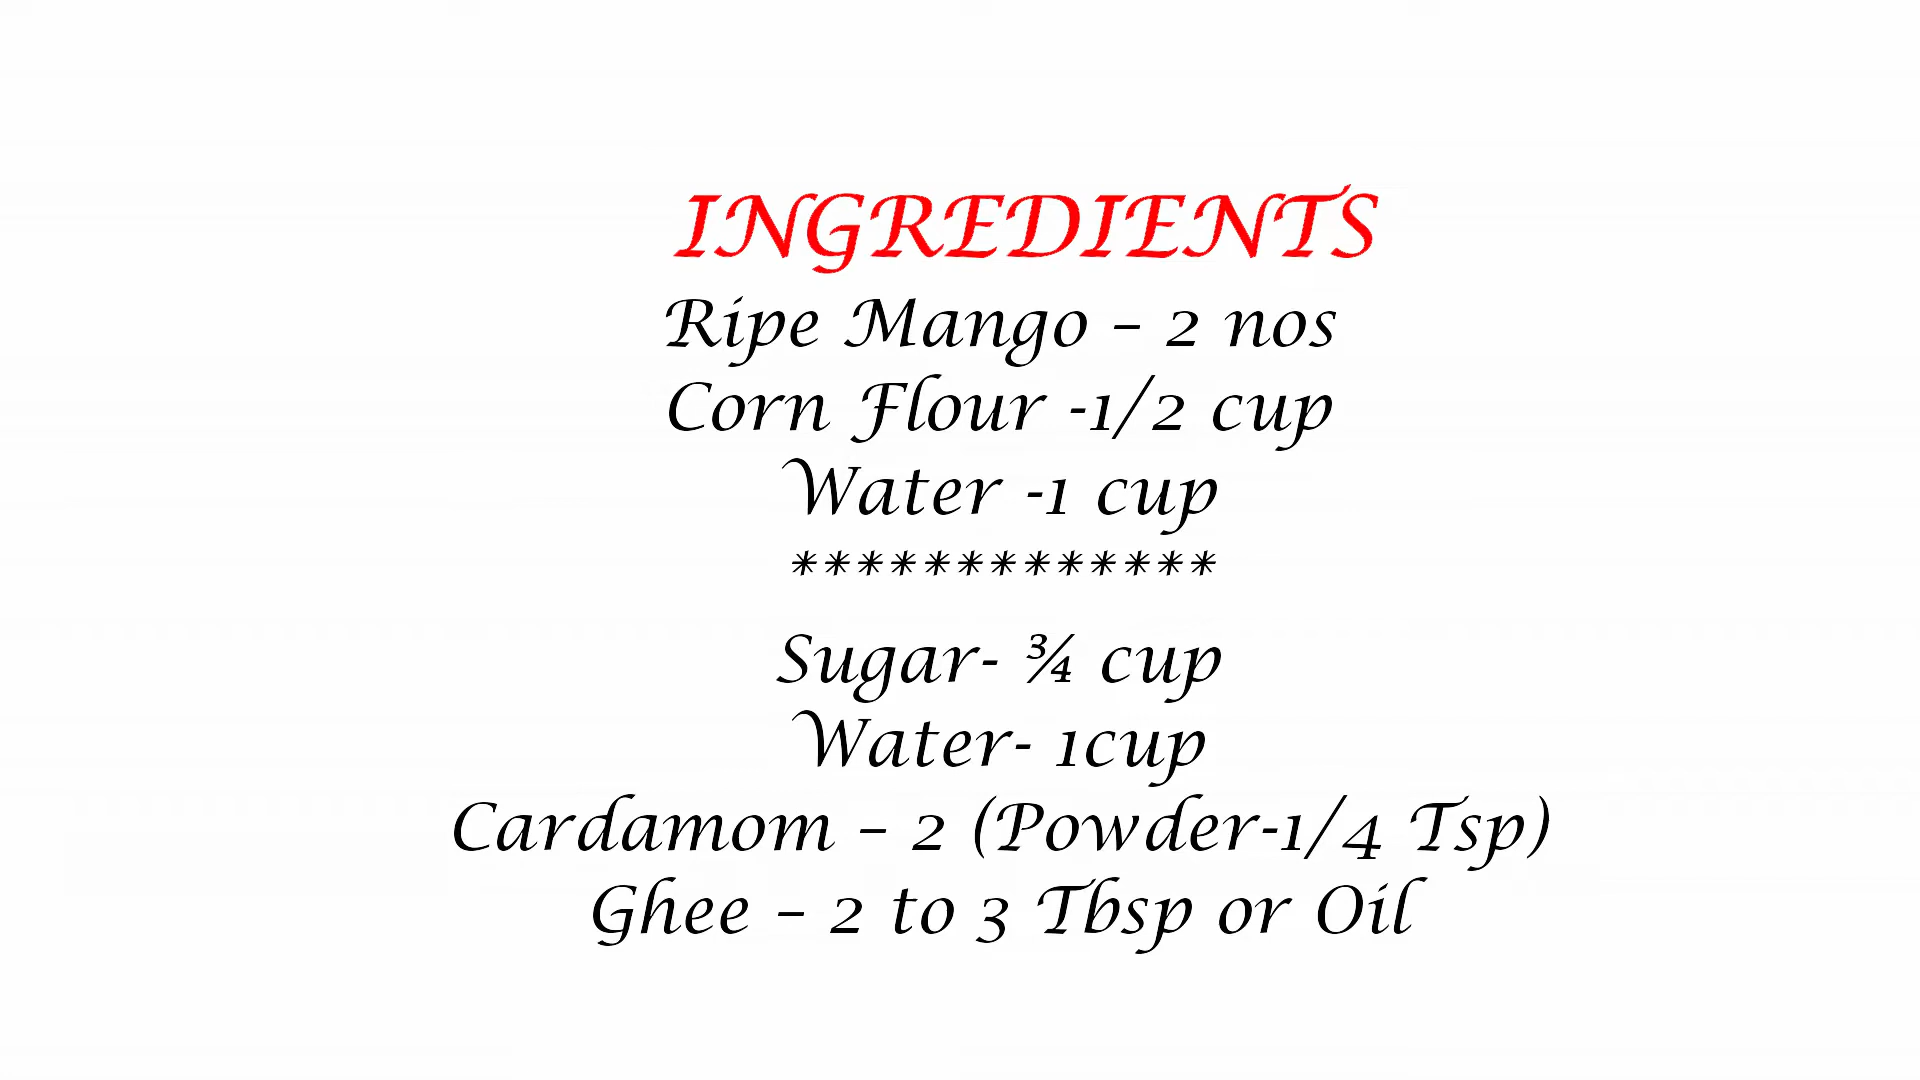 INGREDIENTS
Ripe Mango – 2 nos
Corn Flour -1/2 cup
Water -1 cup
*************
Sugar- ¾ cup
Water- 1cup
Cardamom – 2 (Powder-1/4 Tsp)
Ghee – 2 to 3 Tbsp or Oil